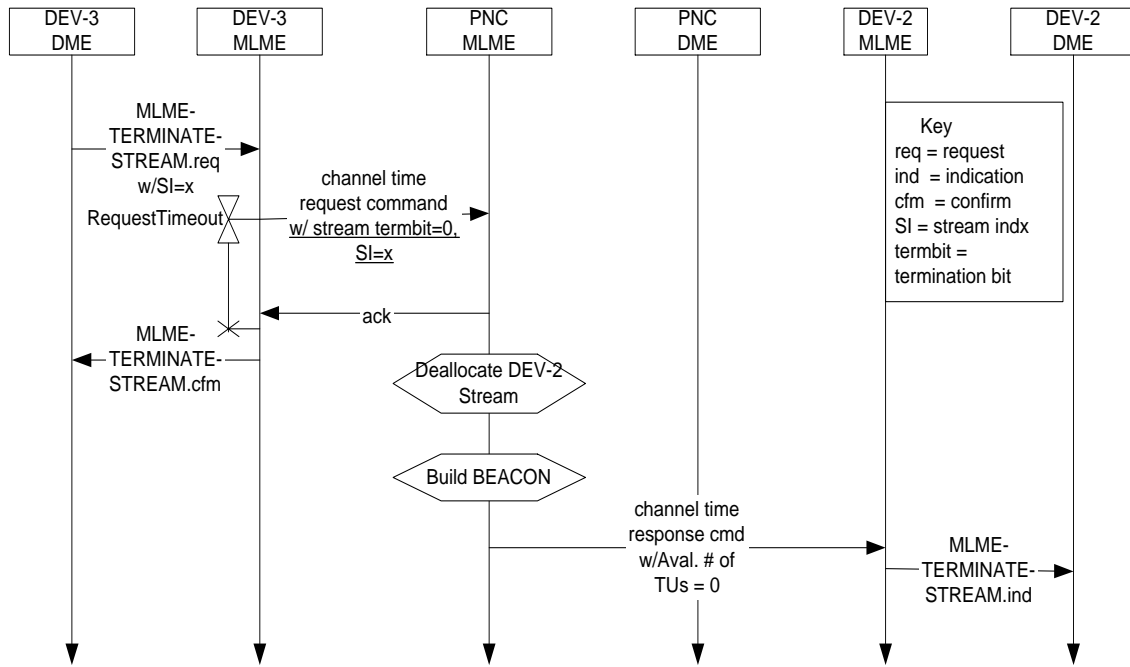 DEV-3
DME
DEV-3
MLME
PNC
MLME
PNC
DME
DEV-2
MLME
DEV-2
DME
MLME-
TERMINATE-
STREAM.req
w/SI=x
RequestTimeout
channel time
request command
w/ stream termbit=0,
SI=x
Key
req = request
ind  = indication
cfm  = confirm
SI = stream indx
termbit =
termination bit
ack
MLME-
TERMINATE-
STREAM.cfm
Deallocate DEV-2
Stream
Build BEACON
channel time
response cmd
w/Aval. # of
TUs = 0
MLME-
TERMINATE-
STREAM.ind